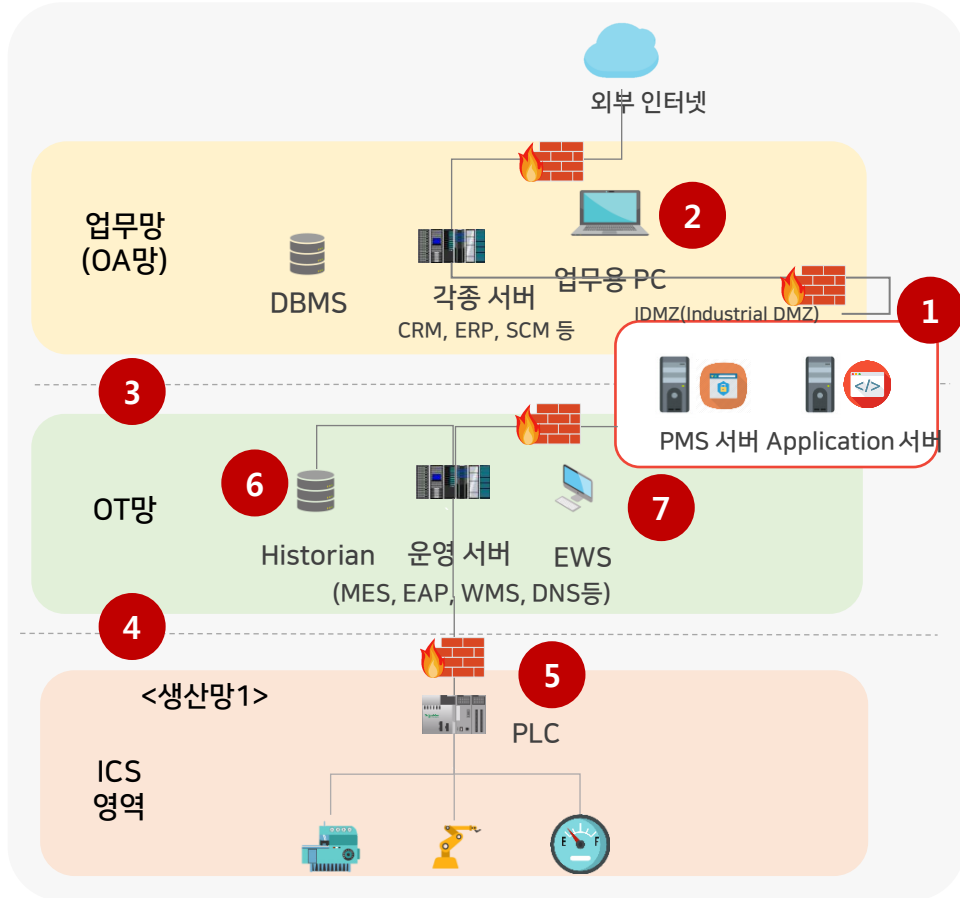 외부 인터넷
2
업무망
(OA망)
DBMS
각종 서버
CRM, ERP, SCM 등
업무용 PC
IDMZ(Industrial DMZ)
1
PMS 서버
Application 서버
3
6
7
OT망
Historian
운영 서버
(MES, EAP, WMS, DNS등)
EWS
4
5
<생산망1>
PLC
ICS
영역
E F